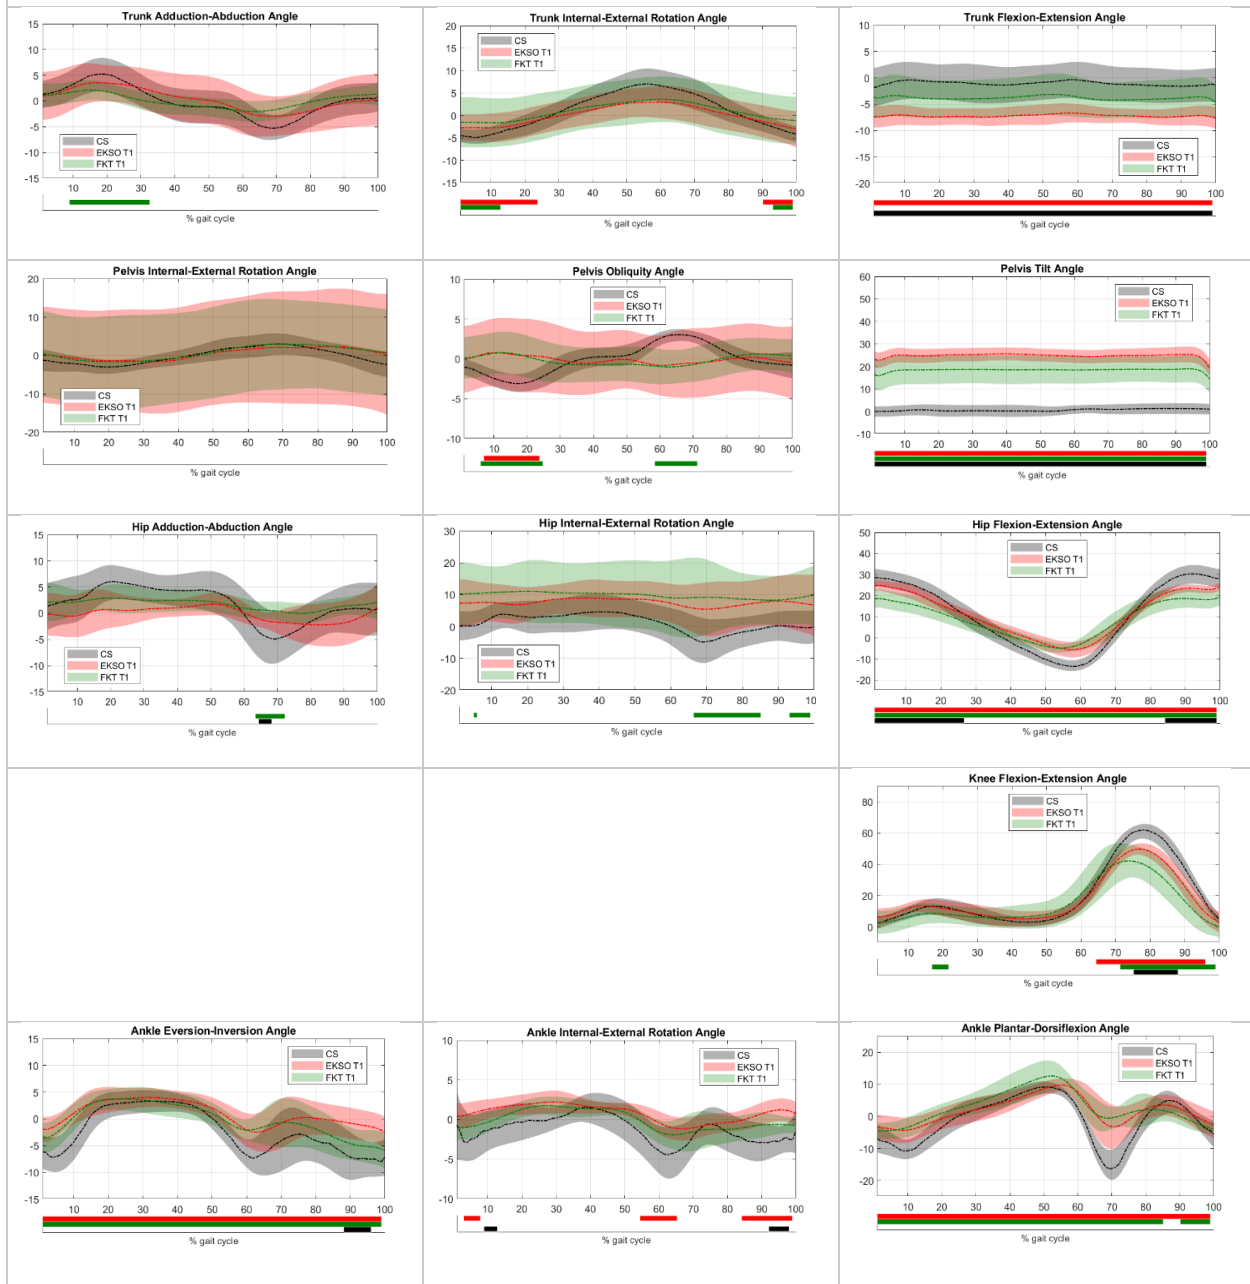 Trunk Adduction-Abduction Angle
15
10
5
0
-5
-10
-15
10 20 30 40 50 60 70 80 90 100
CS
EKSO T1
FKT T1
% gait cycle
Trunk Internal-External Rotation Angle
20
15
10
5
0
-5
-10
-15
10 20 30 40 50 60 70 80 90 100
CS
EKSO T1
FKT T1
% gait cycle
Trunk Flexion-Extension Angle
10
5
0
-5
-10
-15
-20
10 20 30 40 50 60 70 80 90 100
CS
EKSO T1
FKT T1
% gait cycle
Pelvis Internal-External Rotation Angle
20
10
0
-10
-20
10 20 30 40 50 60 70 80 90 100
CS
EKSO T1
FKT T1
% gait cycle
Pelvis Obliquity Angle
10
5
0
-5
-10
10 20 30 40 50 60 70 80 90 100
CS
EKSO T1
FKT T1
% gait cycle
Pelvis Tilt Angle
60
50
40
30
20
10
0
-10
10 20 30 40 50 60 70 80 90 100
CS
EKSO T1
FKT T1
% gait cycle
Hip Adduction-Abduction Angle
15
10
5
0
-5
-10
-15
10 20 30 40 50 60 70 80 90 100
CS
EKSO T1
FKT T1
% gait cycle
Hip Internal-External Rotation Angle
30
20
10
0
-10
-20
10 20 30 40 50 60 70 80 90 100
CS
EKSO T1
FKT T1
% gait cycle
Hip Flexion-Extension Angle
50
40
30
20
10
0
-10
-20
10 20 30 40 50 60 70 80 90 100
CS
EKSO T1
FKT T1
% gait cycle
Knee Flexion-Extension Angle
80
60
40
20
0
10 20 30 40 50 60 70 80 90 100
CS
EKSO T1
FKT T1
% gait cycle
Ankle Eversion-Inversion Angle
15
10
5
0
-5
-10
-15
10 20 30 40 50 60 70 80 90 100
CS
EKSO T1
FKT T1
% gait cycle
Ankle Internal-External Rotation Angle
10
5
0
-5
-10
10 20 30 40 50 60 70 80 90 100
CS
EKSO T1
FKT T1
% gait cycle
Ankle Plantar-Dorsiflexion Angle
20
10
0
-10
-20
10 20 30 40 50 60 70 80 90 100
CS
EKSO T1
FKT T1
% gait cycle